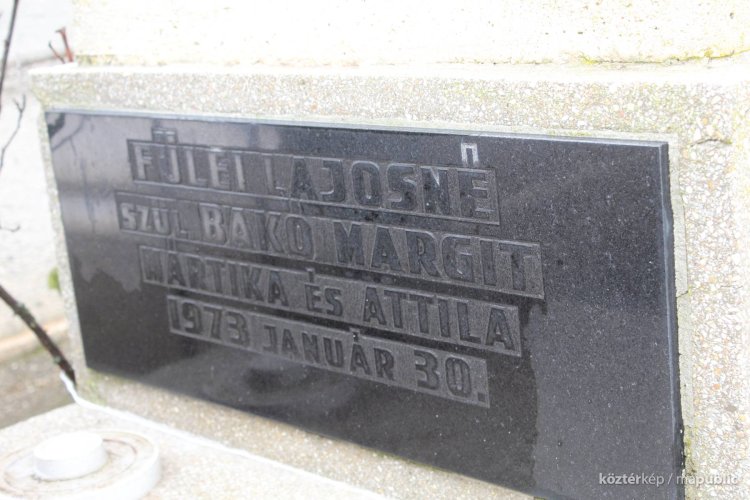 FÜLEI LAJOSNÉ
SZÜL BAKÓ MARGIT
MÁRTIKA ÉS ATTILA
1973 JANUÁR 30.
köztérkép / mapublic